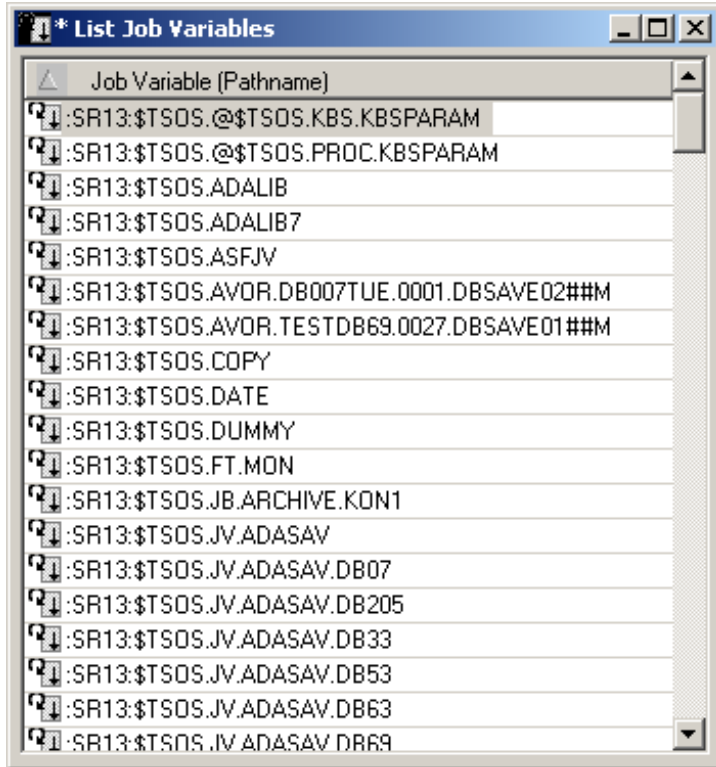 * List Job Variables
Job Variable (Pathname)
:SR13:$TSOS.@$TSOS.KBS.KBSPARAM
:SR13:$TSOS.@$TSOS.PROC.KBSPARAM
:SR13:$TSOS.ADALIB
:SR13:$TSOS.ADALIB7
:SR13:$TSOS.ASFJV
:SR13:$TSOS.AVOR.DB007TUE.0001.DBSAVE02##M
:SR13:$TSOS.AVOR.TESTDB69.0027.DBSAVE01##M
:SR13:$TSOS.COPY
:SR13:$TSOS.DATE
:SR13:$TSOS.DUMMY
:SR13:$TSOS.FT.MON
:SR13:$TSOS.JB.ARCHIVE.KON1
:SR13:$TSOS.JV.ADASAV
:SR13:$TSOS.JV.ADASAV.DB07
:SR13:$TSOS.JV.ADASAV.DB205
:SR13:$TSOS.JV.ADASAV.DB33
:SR13:$TSOS.JV.ADASAV.DB53
:SR13:$TSOS.JV.ADASAV.DB63
:SR13:$TSOS.JV.ADASAV.DB69